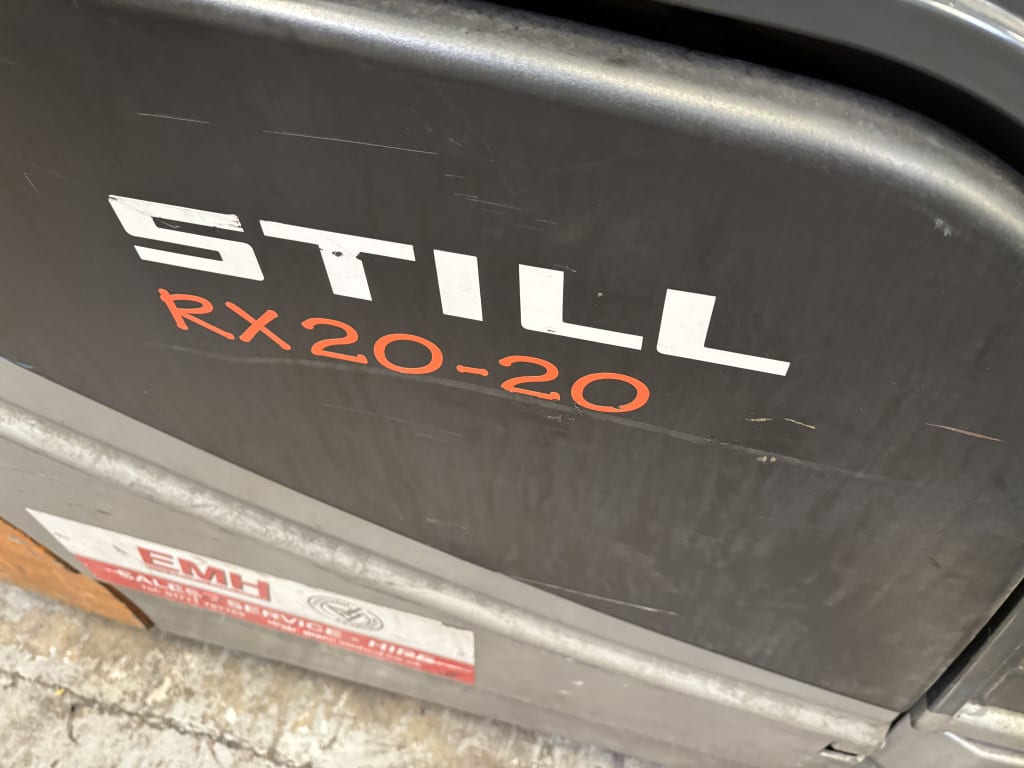 STILL
RX20-20
EMH
SALES - SERVICE - HIRE